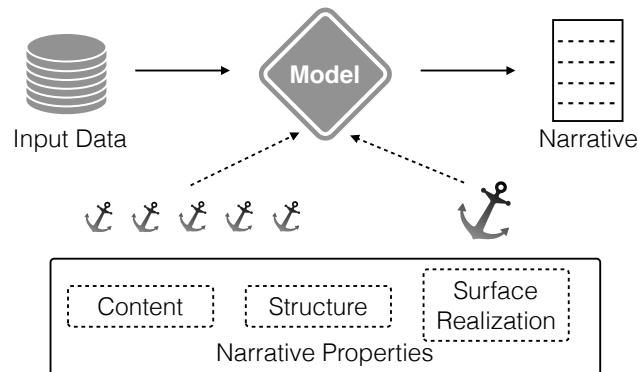 Model
Input Data
Narrative
Content
Structure
Surface
Realization
Narrative Properties